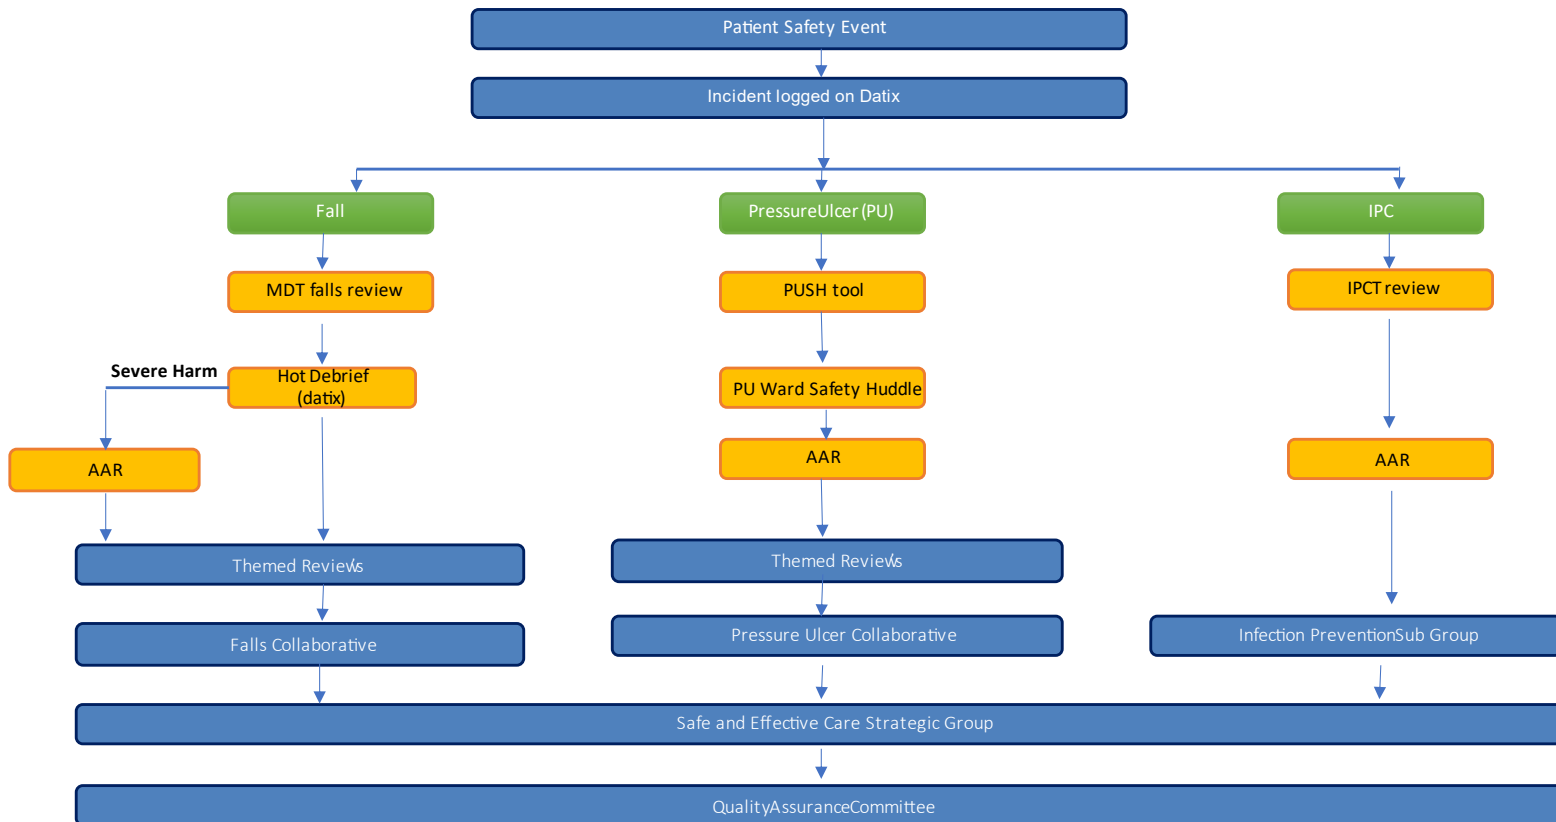 Patient Safety Event
Incident logged on Datix
Fall
PressureUlcer (PU)
IPC
MDT falls review
PUSH tool
IPCT review
Severe Harm
Hot Debrief
(datix)
PU Ward Safety Huddle
AAR
AAR
AAR
Themed Review/s
Themed Review/s
Falls Collaborative
Pressure Ulcer Collaborative
Infection PreventionSub Group
Safe and Effective Care Strategic Group
QualityAssuranceCommittee